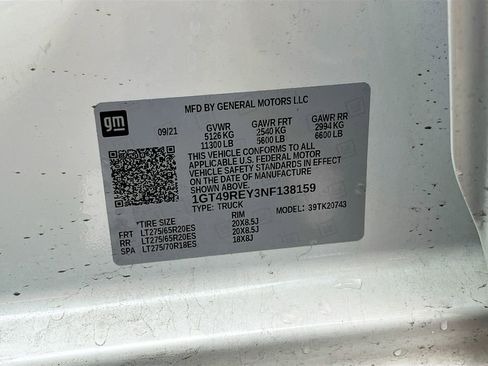 MFD BY GENERAL MOTORS LLC
gm
09/21 GVWR GAWR FRT GAWR RR
5126 KG 2540 KG 2994 KG
11300 LB 5600 LB 6600 LB
THIS VEHICLE CONFORMS TO ALL
APPLICABLE U.S. FEDERAL MOTOR
VEHICLE SAFETY STANDARDS IN EFFECT
ON THE DATE OF MANUFACTURE
SHOWN ABOVE.
1GT49REY3NF138159
TYPE: TRUCK MODEL: 39TK20743
*TIRE SIZE RIM
FRT LT275/65R20ES 20X8.5J
RR LT275/65R20ES 20X8.5J
SPA LT275/70R18ES 18X8J